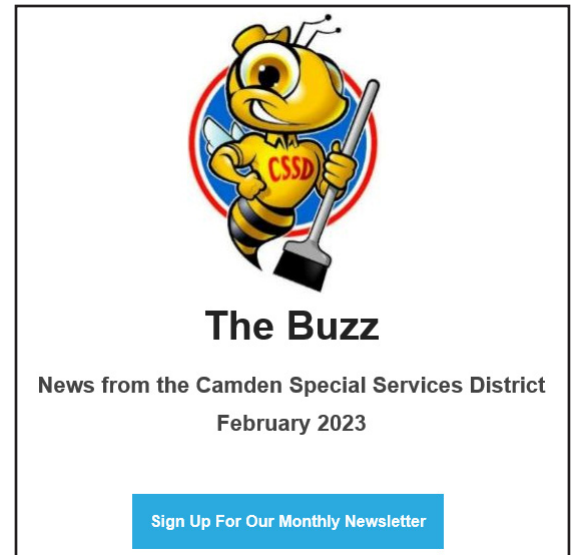 CSSD
The Buzz
News from the Camden Special Services District
February 2023
Sign Up For Our Monthly Newsletter